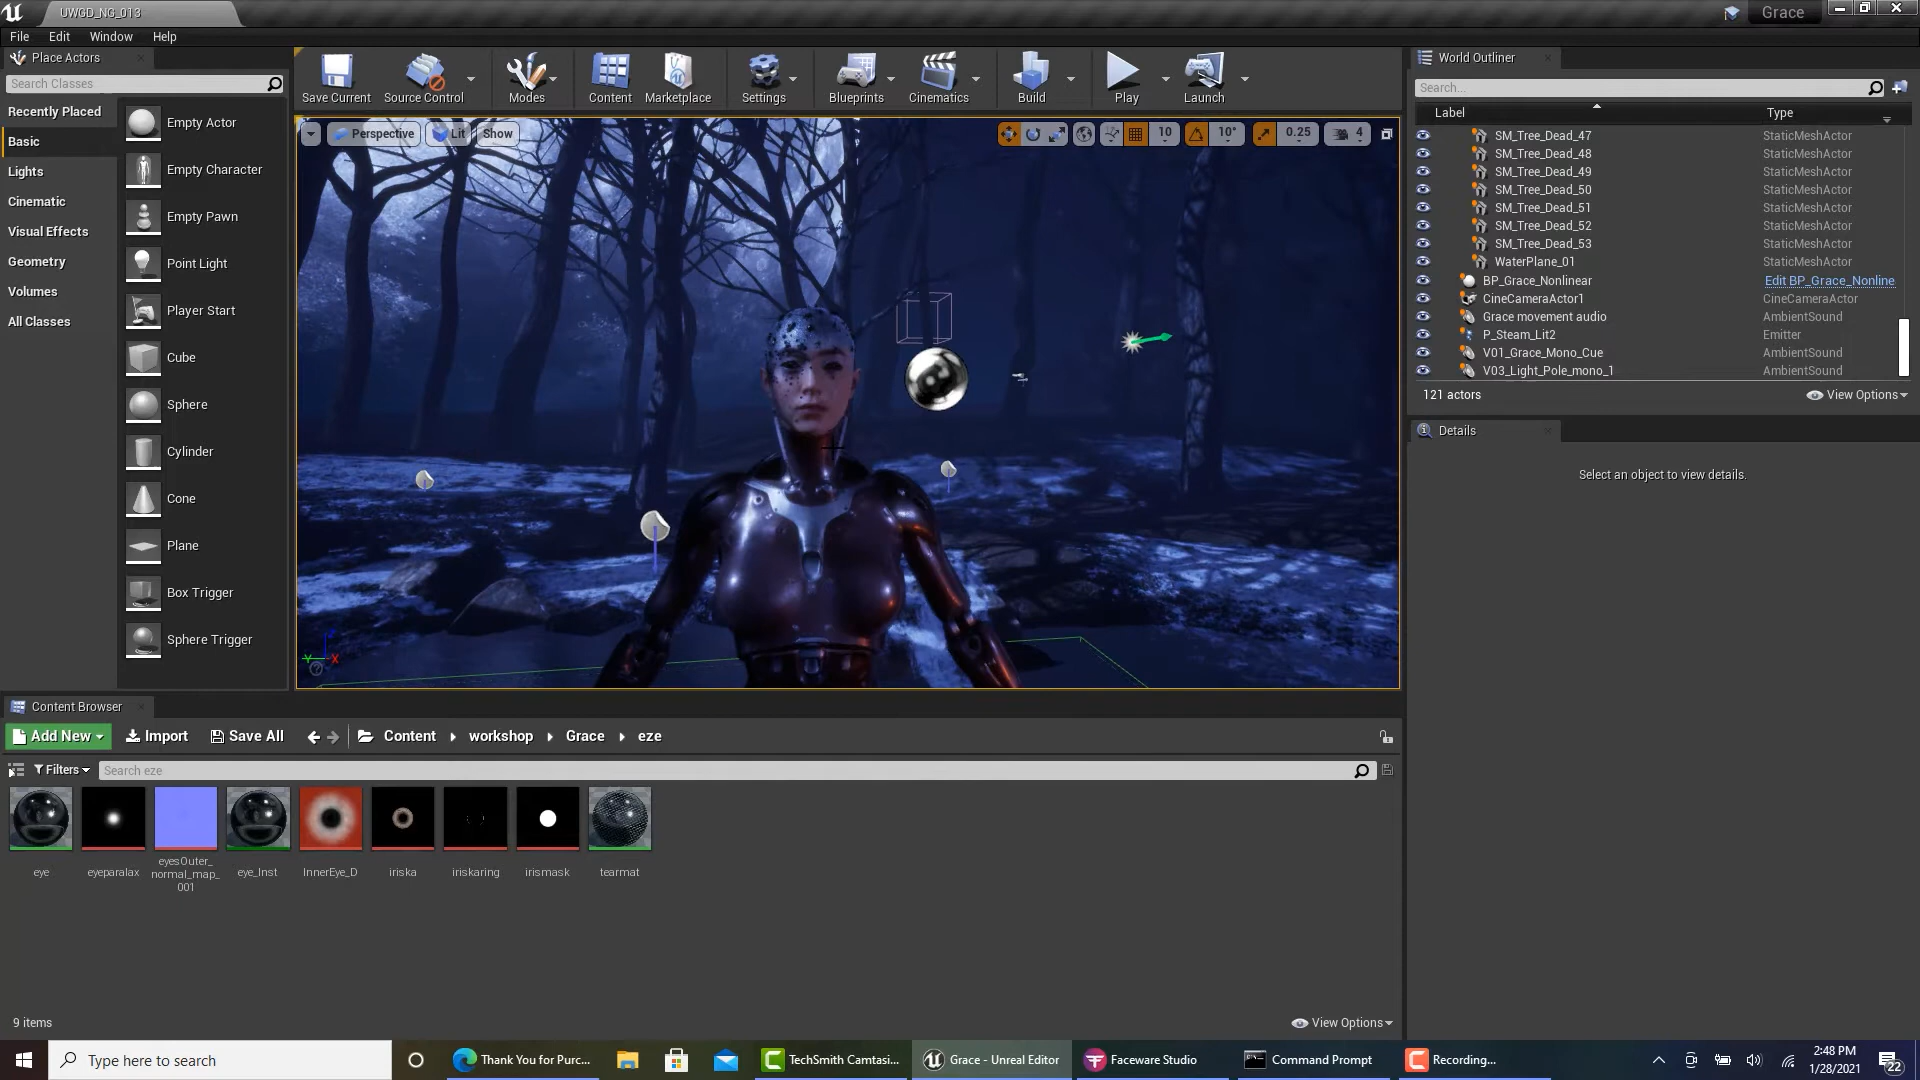 UWGD_NG_013
Grace
File Edit Window Help
Place Actors
Search Classes
Recently Placed
Basic
Lights
Cinematic
Visual Effects
Geometry
Volumes
All Classes
Empty Actor
Empty Character
Empty Pawn
Point Light
Player Start
Cube
Sphere
Cylinder
Cone
Plane
Box Trigger
Sphere Trigger
Save Current Source Control Modes Content Marketplace Settings Blueprints Cinematics Build Play Launch
Perspective Lit Show
10 10° 0.25 4
Z Y X
World Outliner
Search...
Label Type
SM_Tree_Dead_47 StaticMeshActor
SM_Tree_Dead_48 StaticMeshActor
SM_Tree_Dead_49 StaticMeshActor
SM_Tree_Dead_50 StaticMeshActor
SM_Tree_Dead_51 StaticMeshActor
SM_Tree_Dead_52 StaticMeshActor
SM_Tree_Dead_53 StaticMeshActor
WaterPlane_01 StaticMeshActor
BP_Grace_Nonlinear Edit BP_Grace_Nonline
CineCameraActor1 CineCameraActor
Grace movement audio AmbientSound
P_Steam_Lit2 Emitter
V01_Grace_Mono_Cue AmbientSound
V03_Light_Pole_mono_1 AmbientSound
121 actors View Options
Details
Select an object to view details.
Content Browser
Add New Import Save All Content workshop Grace eze
Filters Search eze
eye
eyeparalax
eyesOuter_
normal_map_
001
eye_Inst
InnerEye_D
iriska
iriskaring
irismask
tearmat
9 items View Options
Type here to search
Thank You for Purc...
TechSmith Camtasi...
Grace - Unreal Editor
Faceware Studio
Command Prompt
Recording...
2:48 PM
1/28/2021
22